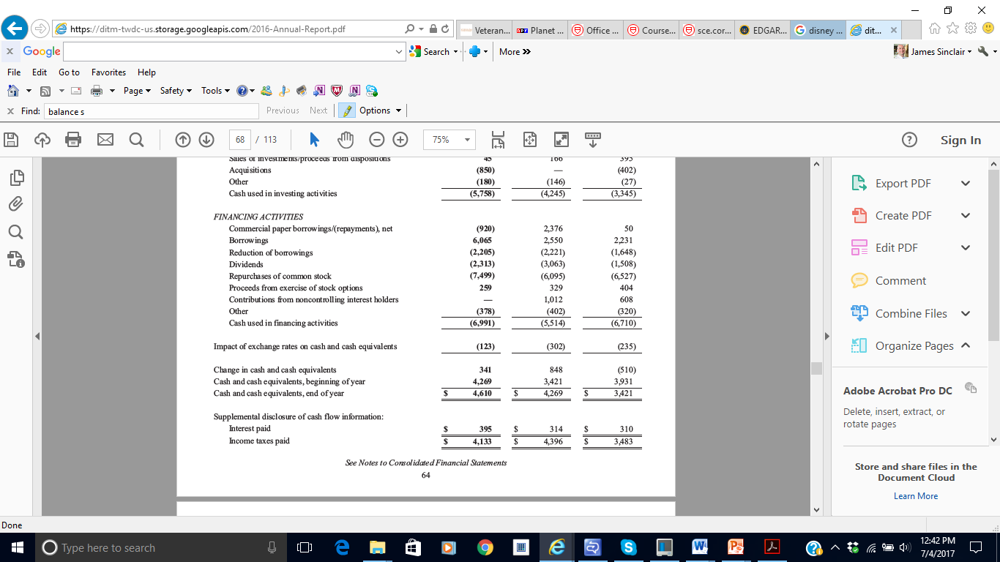 https://ditm-twdc-us.storage.googleapis.com/2016-Annual-Report.pdf
Veteran... Planet ... Office ... Course... sce.cor... EDGAR... disney ... dit...
x Google Search More »
James Sinclair
File Edit Go to Favorites Help
Page Safety Tools
x Find: balance s Previous Next Options
68 / 113 75% Sign In
Sales of investments/proceeds from dispositions 45 166 395
Acquisitions (850) — (402)
Other (180) (146) (27)
Cash used in investing activities (5,758) (4,245) (3,345)
FINANCING ACTIVITIES
Commercial paper borrowings/(repayments), net (920) 2,376 50
Borrowings 6,065 2,550 2,231
Reduction of borrowings (2,205) (2,221) (1,648)
Dividends (2,313) (3,063) (1,508)
Repurchases of common stock (7,499) (6,095) (6,527)
Proceeds from exercise of stock options 259 329 404
Contributions from noncontrolling interest holders — 1,012 608
Other (378) (402) (320)
Cash used in financing activities (6,991) (5,514) (6,710)
Impact of exchange rates on cash and cash equivalents (123) (302) (235)
Change in cash and cash equivalents 341 848 (510)
Cash and cash equivalents, beginning of year 4,269 3,421 3,931
Cash and cash equivalents, end of year $ 4,610 $ 4,269 $ 3,421
Supplemental disclosure of cash flow information:
Interest paid $ 395 $ 314 $ 310
Income taxes paid $ 4,133 $ 4,396 $ 3,483
See Notes to Consolidated Financial Statements
64
Export PDF
Create PDF
Edit PDF
Comment
Combine Files
Organize Pages
Adobe Acrobat Pro DC
Delete, insert, extract, or
rotate pages
Store and share files in the
Document Cloud
Learn More
Done
Type here to search
12:42 PM
7/4/2017